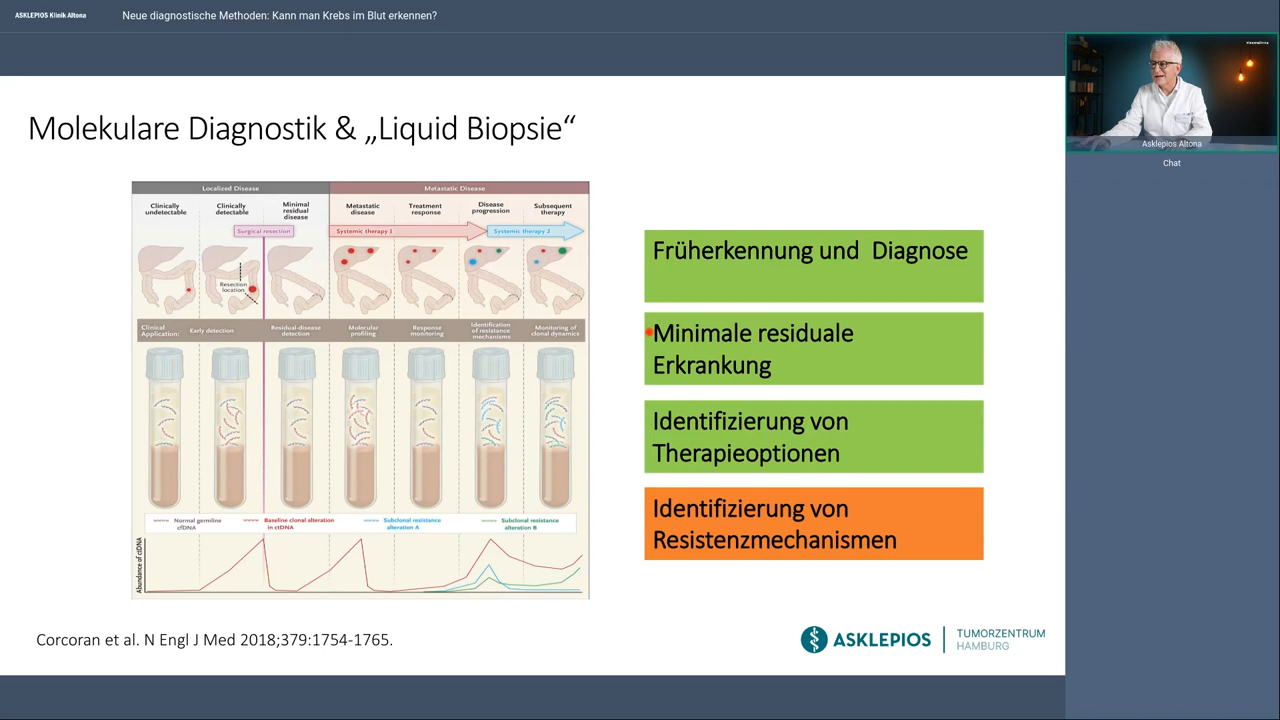 ASKLEPIOS Klinik Altona
Neue diagnostische Methoden: Kann man Krebs im Blut erkennen?
Asklepios Altona
Chat
Molekulare Diagnostik & „Liquid Biopsie“
Localized Disease
Metastatic Disease
Clinically
undetectable
Clinically
detectable
Minimal
residual
disease
Metastatic
disease
Treatment
response
Disease
progression
Subsequent
therapy
Surgical resection
Systemic therapy 1
Systemic therapy 2
Resection
location
Clinical
Application:
Early detection
Residual-disease
detection
Molecular
profiling
Response
monitoring
Identification
of resistance
mechanisms
Monitoring of
clonal dynamics
Normal germline
cfDNA
Baseline clonal alteration
in ctDNA
Subclonal resistance
alteration A
Subclonal resistance
alteration B
Abundance of ctDNA
Früherkennung und Diagnose
Minimale residuale
Erkrankung
Identifizierung von
Therapieoptionen
Identifizierung von
Resistenzmechanismen
Corcoran et al. N Engl J Med 2018;379:1754-1765.
ASKLEPIOS
TUMORZENTRUM
HAMBURG